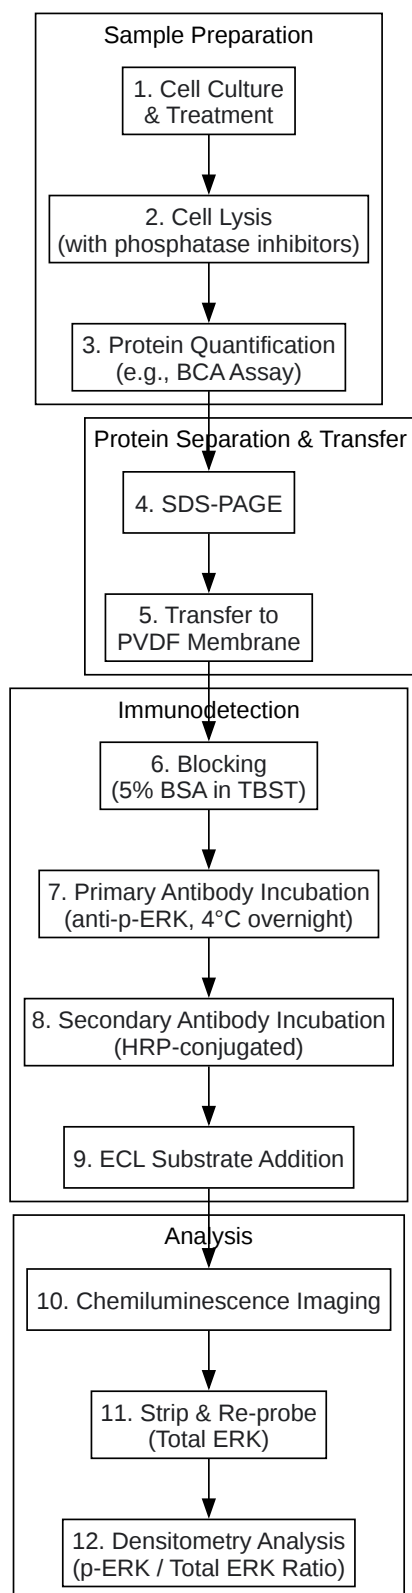 Sample Preparation
1. Cell Culture
& Treatment
2. Cell Lysis
(with phosphatase inhibitors)
3. Protein Quantification
(e.g., BCA Assay)
Protein Separation & Transfer
4. SDS-PAGE
5. Transfer to
PVDF Membrane
Immunodetection
6. Blocking
(5% BSA in TBST)
7. Primary Antibody Incubation
(anti-p-ERK, 4°C overnight)
8. Secondary Antibody Incubation
(HRP-conjugated)
9. ECL Substrate Addition
Analysis
10. Chemiluminescence Imaging
11. Strip & Re-probe
(Total ERK)
12. Densitometry Analysis
(p-ERK / Total ERK Ratio)